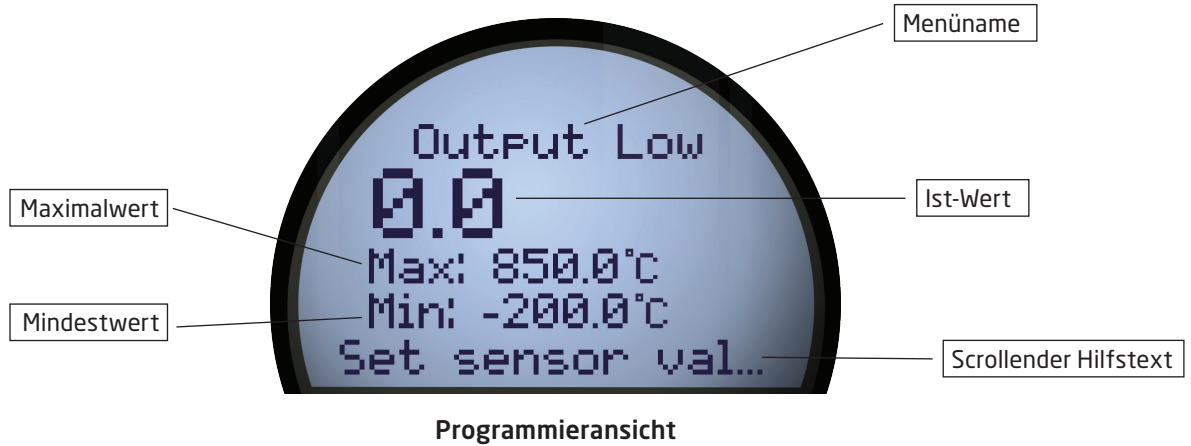 Menüname
Output Low
0.0
Ist-Wert
Maximalwert
Max: 850.0°C
Min: -200.0°C
Mindestwert
Set sensor val...
Scrollender Hilfstext
Programmieransicht